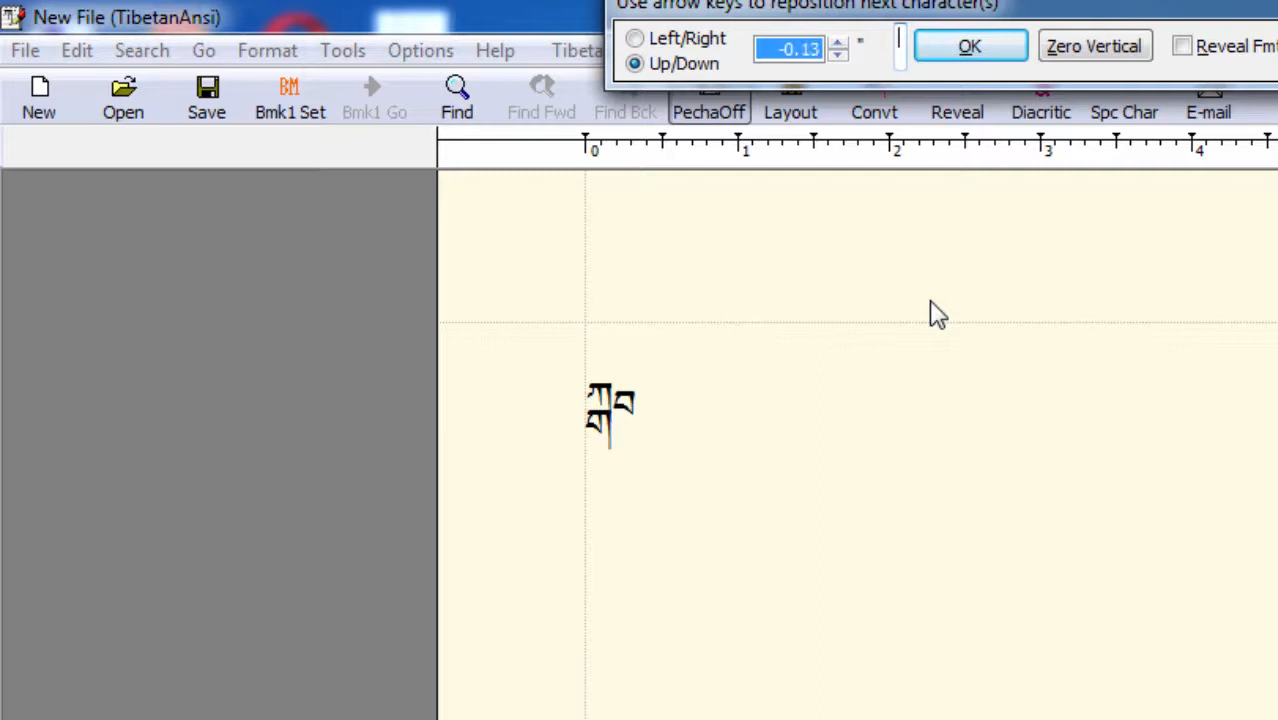 New File (TibetanAnsi)
Use arrow keys to reposition next character(s)
File Edit Search Go Format Tools Options Help Tibeta
Left/Right
Up/Down
-0.13 "
OK
Zero Vertical
Reveal Fmt
New Open Save Bmk1 Set Bmk1 Go Find Find Fwd Find Bck PechaOff Layout Convt Reveal Diacritic Spc Char E-mail
0 1 2 3 4